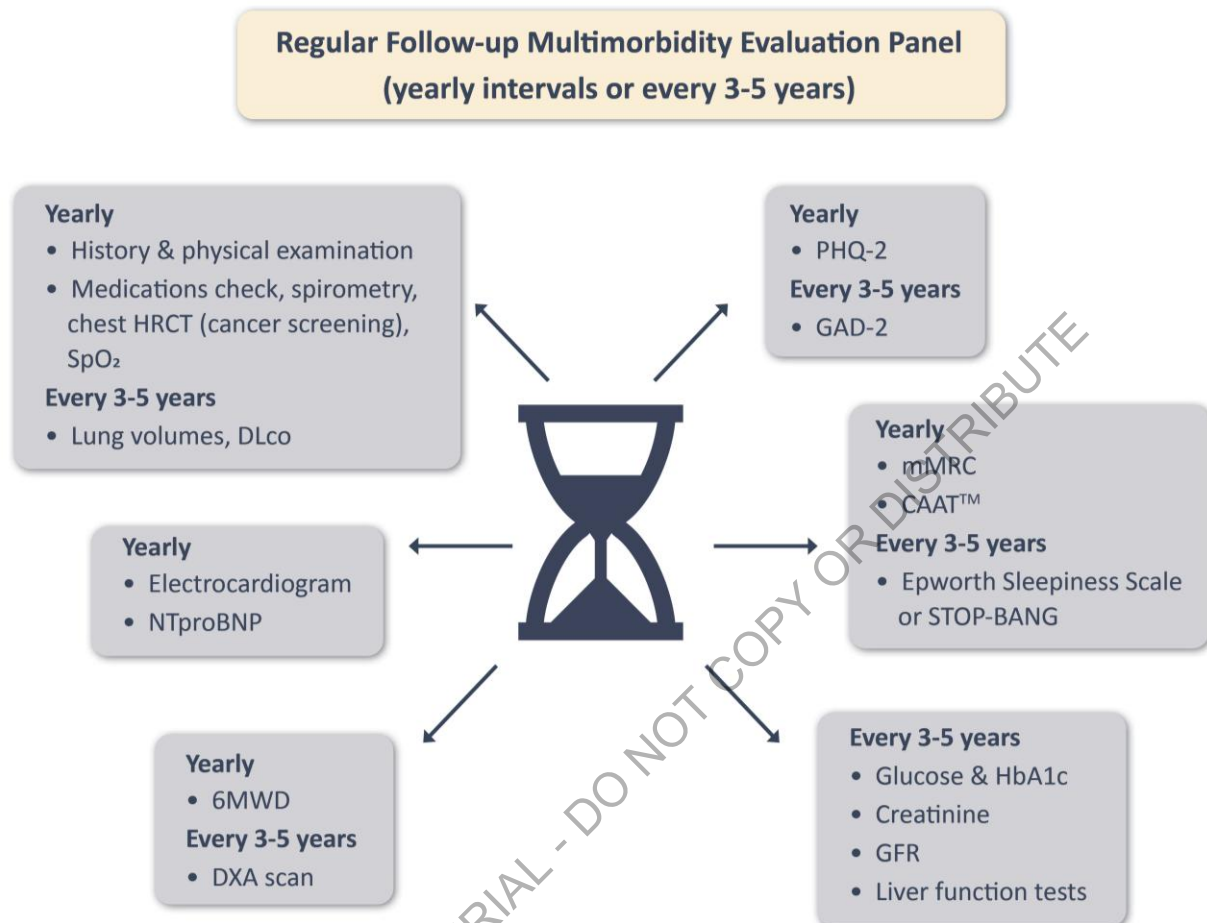 Regular Follow-up Multimorbidity Evaluation Panel
(yearly intervals or every 3-5 years)
Yearly
• History & physical examination
• Medications check, spirometry,
chest HRCT (cancer screening),
SpO₂
Every 3-5 years
• Lung volumes, DLco
Yearly
• PHQ-2
Every 3-5 years
• GAD-2
Yearly
• Electrocardiogram
• NTproBNP
Yearly
• mMRC
• CAAT™
Every 3-5 years
• Epworth Sleepiness Scale
or STOP-BANG
Yearly
• 6MWD
Every 3-5 years
• DXA scan
Every 3-5 years
• Glucose & HbA1c
• Creatinine
• GFR
• Liver function tests
- DO NOT COPY OR DISTRIBUTE